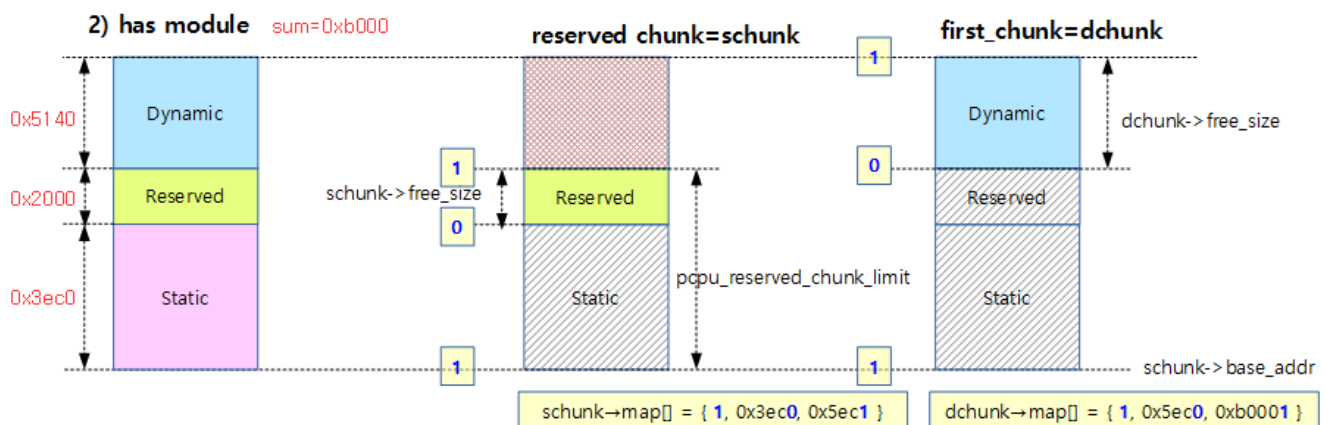 2) has module
sum=0xb000
reserved chunk=schunk
first_chunk=dchunk
1
0x5140
Dynamic
Dynamic
dchunk->free_size
1
0
0x2000
Reserved
schunk->free_size
Reserved
Reserved
0
pcpu_reserved_chunk_limit
0x3ec0
Static
Static
Static
1
1
schunk->base_addr
schunk→map[] = { 1, 0x3ec0, 0x5ec1 }
dchunk→map[] = { 1, 0x5ec0, 0xb0001 }